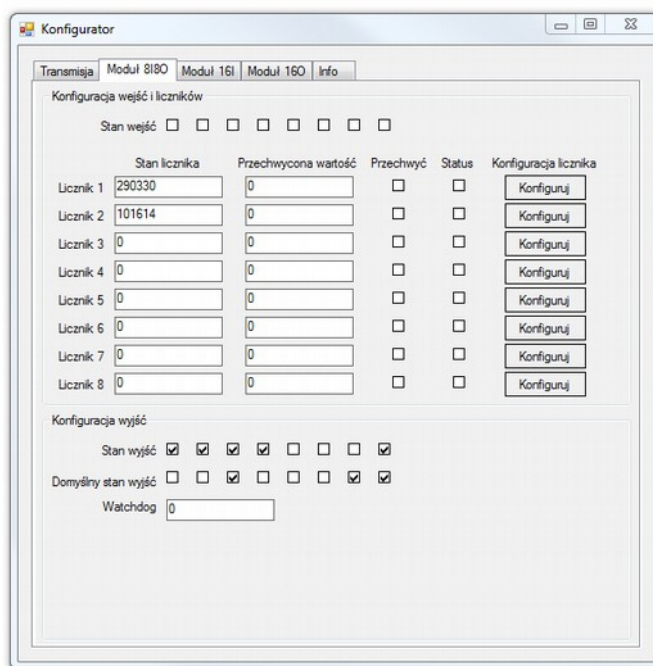 Konfigurator
Transmisja Moduł 8I8O Moduł 16I Moduł 16O Info
Konfiguracja wejść i liczników
Stan wejść
Stan licznika Przechwycona wartość Przechwyć Status Konfiguracja licznika
Licznik 1 290330 0 Konfiguruj
Licznik 2 101614 0 Konfiguruj
Licznik 3 0 0 Konfiguruj
Licznik 4 0 0 Konfiguruj
Licznik 5 0 0 Konfiguruj
Licznik 6 0 0 Konfiguruj
Licznik 7 0 0 Konfiguruj
Licznik 8 0 0 Konfiguruj
Konfiguracja wyjść
Stan wyjść
Domyślny stan wyjść
Watchdog 0